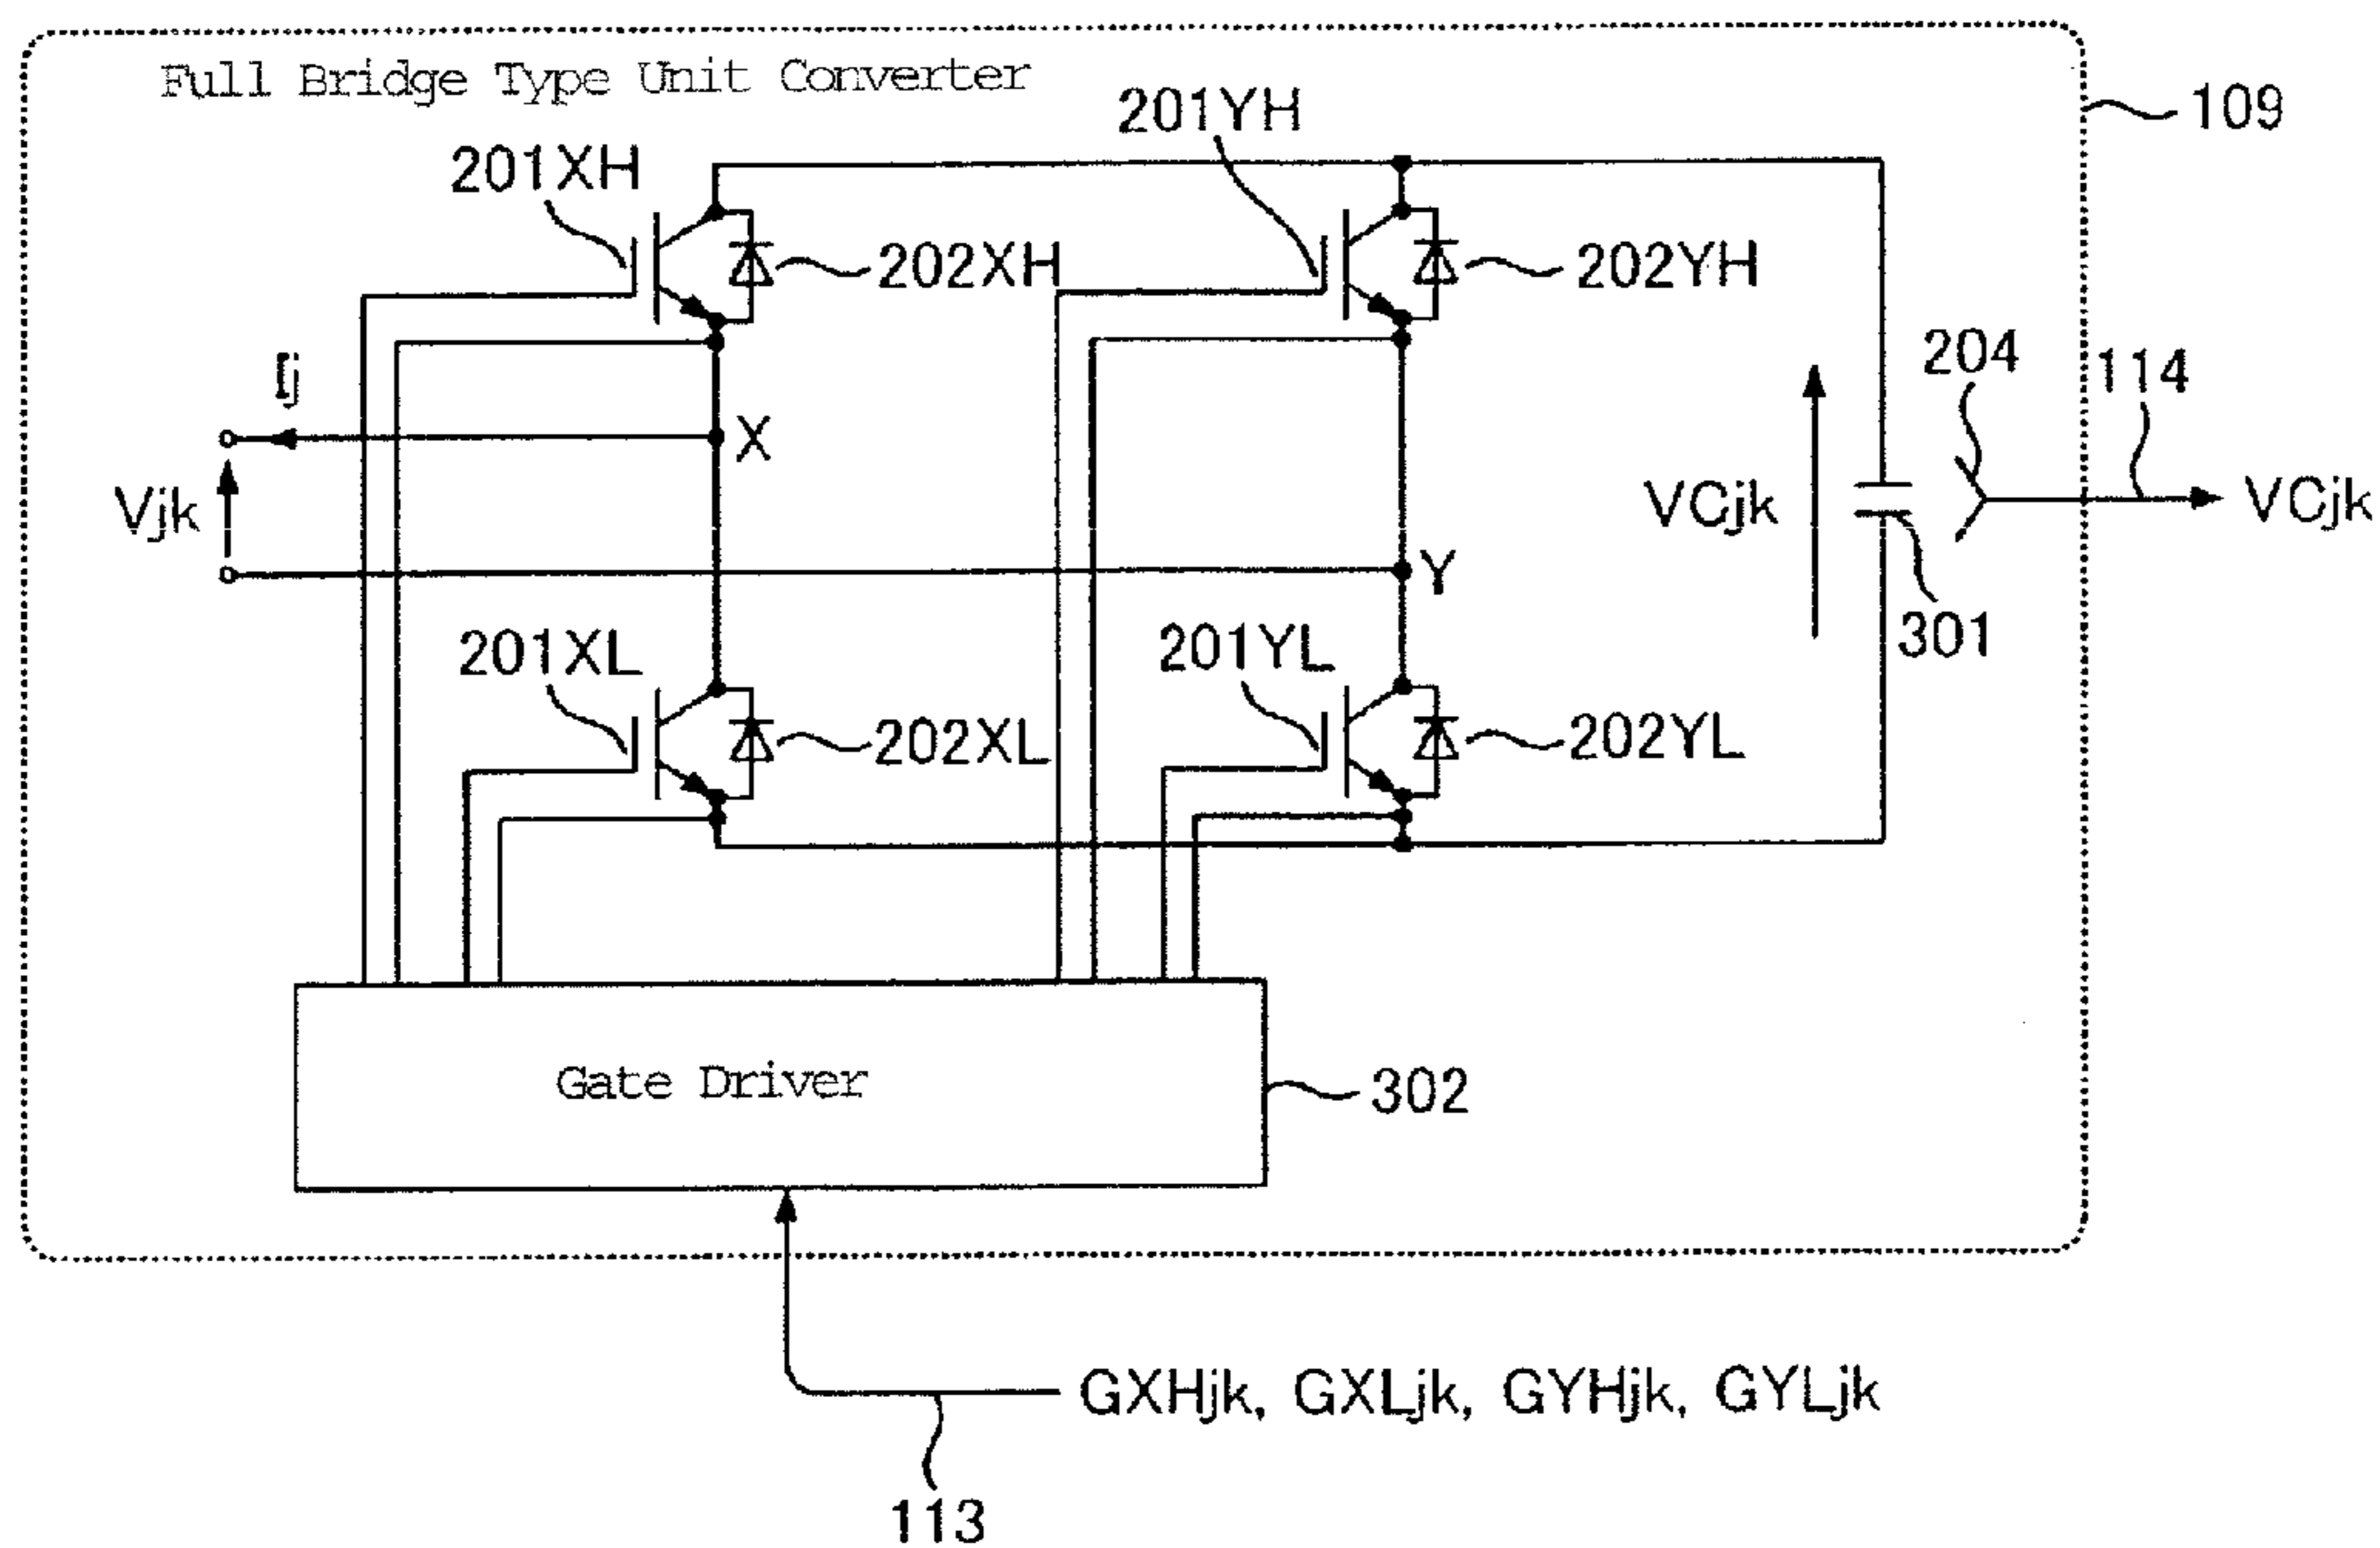 Full Bridge Type Unit Converter
109
201YH
201XH
202XH
202YH
204
114
Ij
X
Vjk
VCjk
VCjk
Y
301
201XL
201YL
202XL
202YL
Gate Driver
302
GXHjk, GXLjk, GYHjk, GYLjk
113